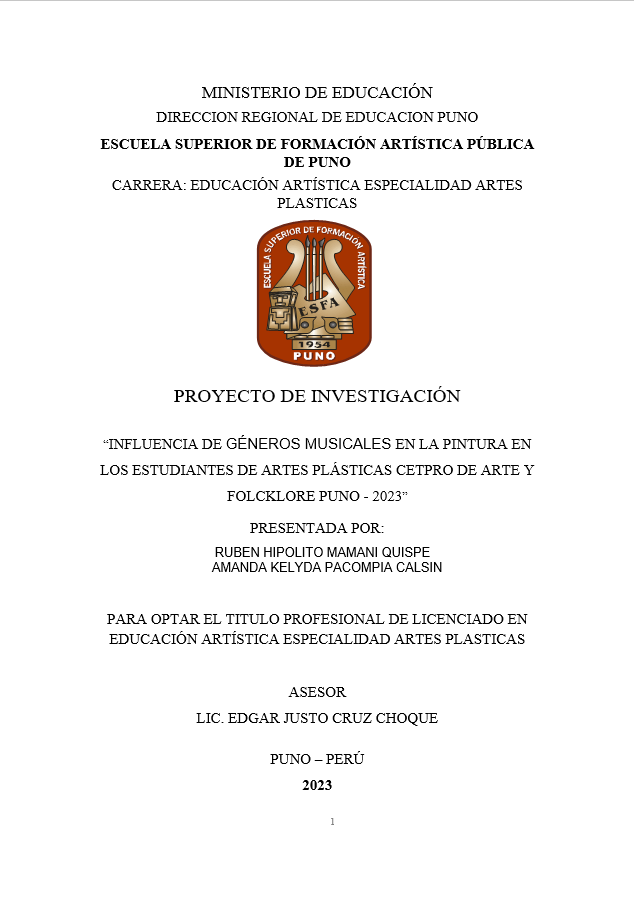 MINISTERIO DE EDUCACIÓN
DIRECCION REGIONAL DE EDUCACION PUNO
ESCUELA SUPERIOR DE FORMACIÓN ARTÍSTICA PÚBLICA
DE PUNO
CARRERA: EDUCACIÓN ARTÍSTICA ESPECIALIDAD ARTES
PLASTICAS
ESCUELA SUPERIOR DE FORMACIÓN ARTÍSTICA
ESFA
1954
PUNO
PROYECTO DE INVESTIGACIÓN
“INFLUENCIA DE GÉNEROS MUSICALES EN LA PINTURA EN
LOS ESTUDIANTES DE ARTES PLÁSTICAS CETPRO DE ARTE Y
FOLCKLORE PUNO - 2023”
PRESENTADA POR:
RUBEN HIPOLITO MAMANI QUISPE
AMANDA KELYDA PACOMPIA CALSIN
PARA OPTAR EL TITULO PROFESIONAL DE LICENCIADO EN
EDUCACIÓN ARTÍSTICA ESPECIALIDAD ARTES PLASTICAS
ASESOR
LIC. EDGAR JUSTO CRUZ CHOQUE
PUNO – PERÚ
2023
1